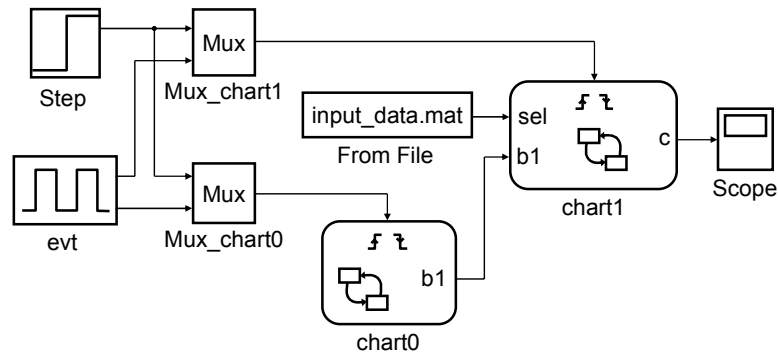 Mux
Step
Mux_chart1
input_data.mat
sel
c
From File
b1
Scope
chart1
Mux
evt
Mux_chart0
b1
chart0